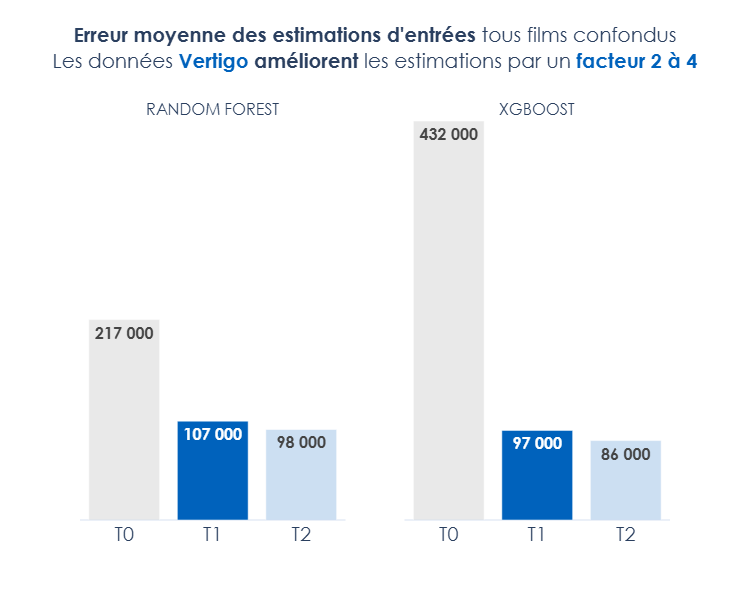 Erreur moyenne des estimations d'entrées tous films confondus
Les données Vertigo améliorent les estimations par un facteur 2 à 4
RANDOM FOREST
XGBOOST
432 000
217 000
107 000
98 000
97 000
86 000
T0
T1
T2
T0
T1
T2